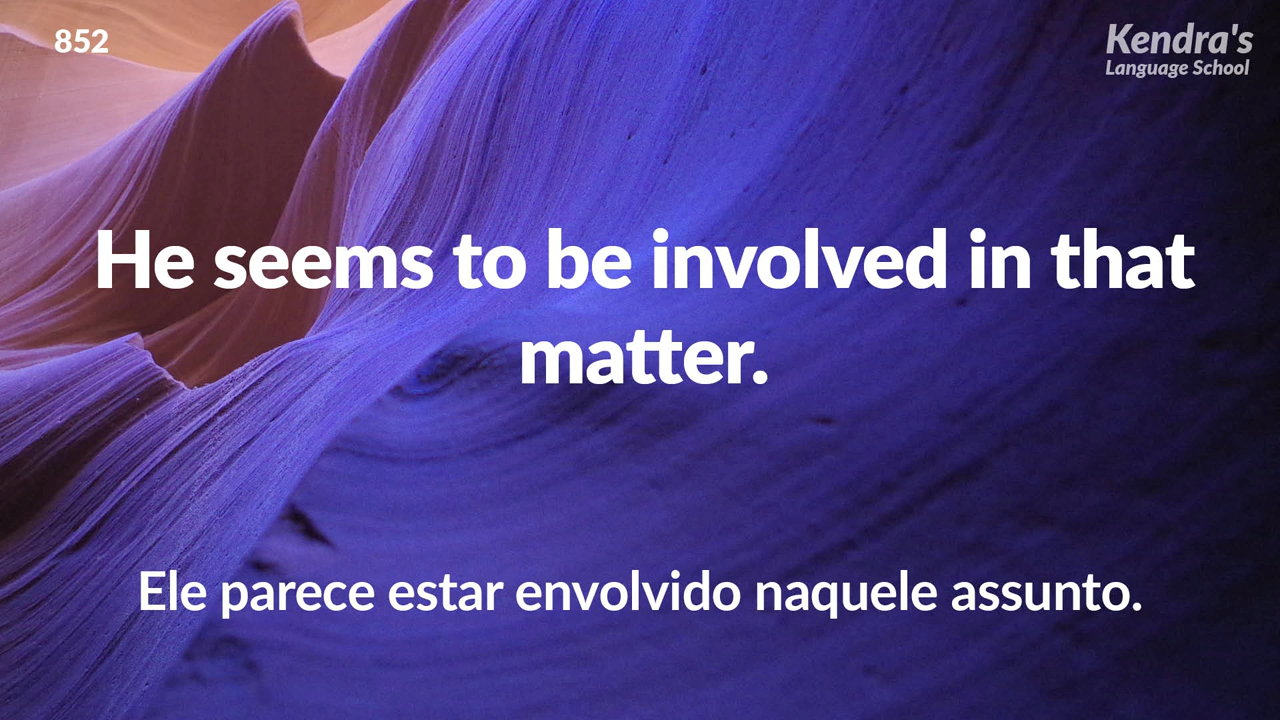 852
Kendra's
Language School
He seems to be involved in that
matter.
Ele parece estar envolvido naquele assunto.